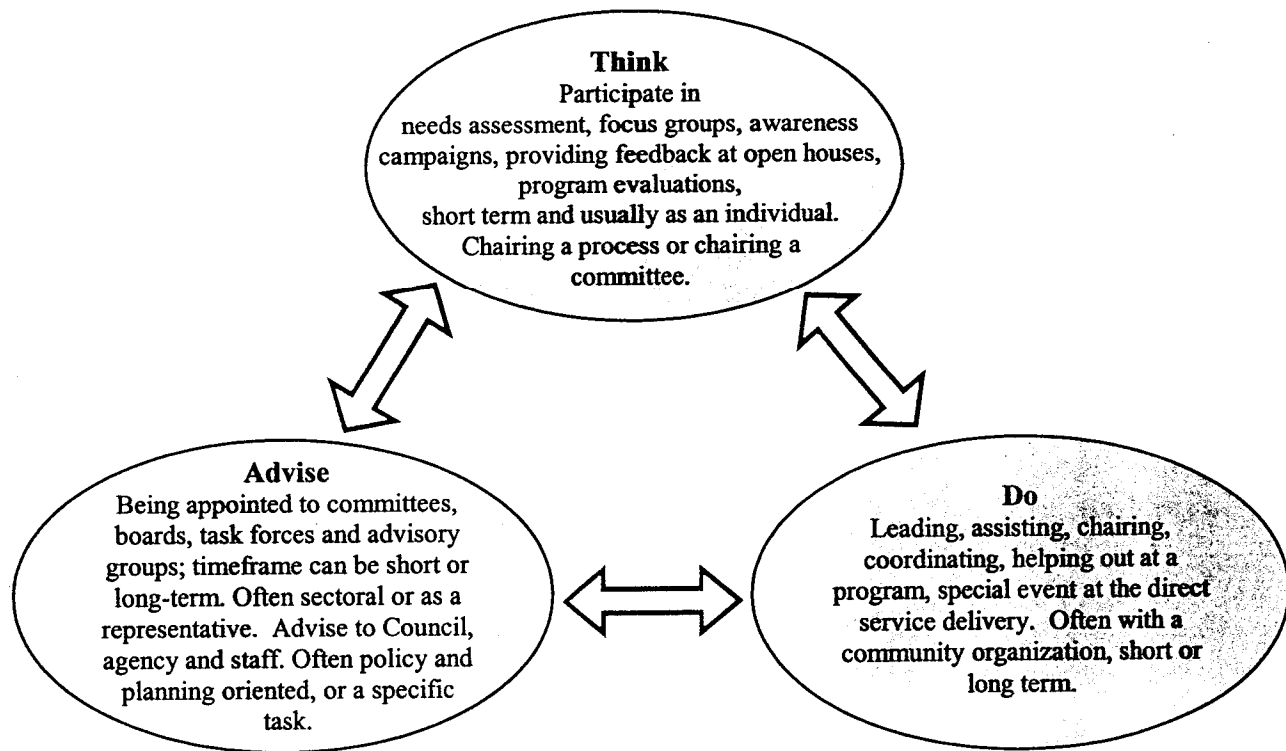 Think
Participate in
needs assessment, focus groups, awareness
campaigns, providing feedback at open houses,
program evaluations,
short term and usually as an individual.
Chairing a process or chairing a
committee.
Advise
Being appointed to committees,
boards, task forces and advisory
groups; timeframe can be short or
long-term. Often sectoral or as a
representative. Advise to Council,
agency and staff. Often policy and
planning oriented, or a specific
task.
Do
Leading, assisting, chairing,
coordinating, helping out at a
program, special event at the direct
service delivery. Often with a
community organization, short or
long term.